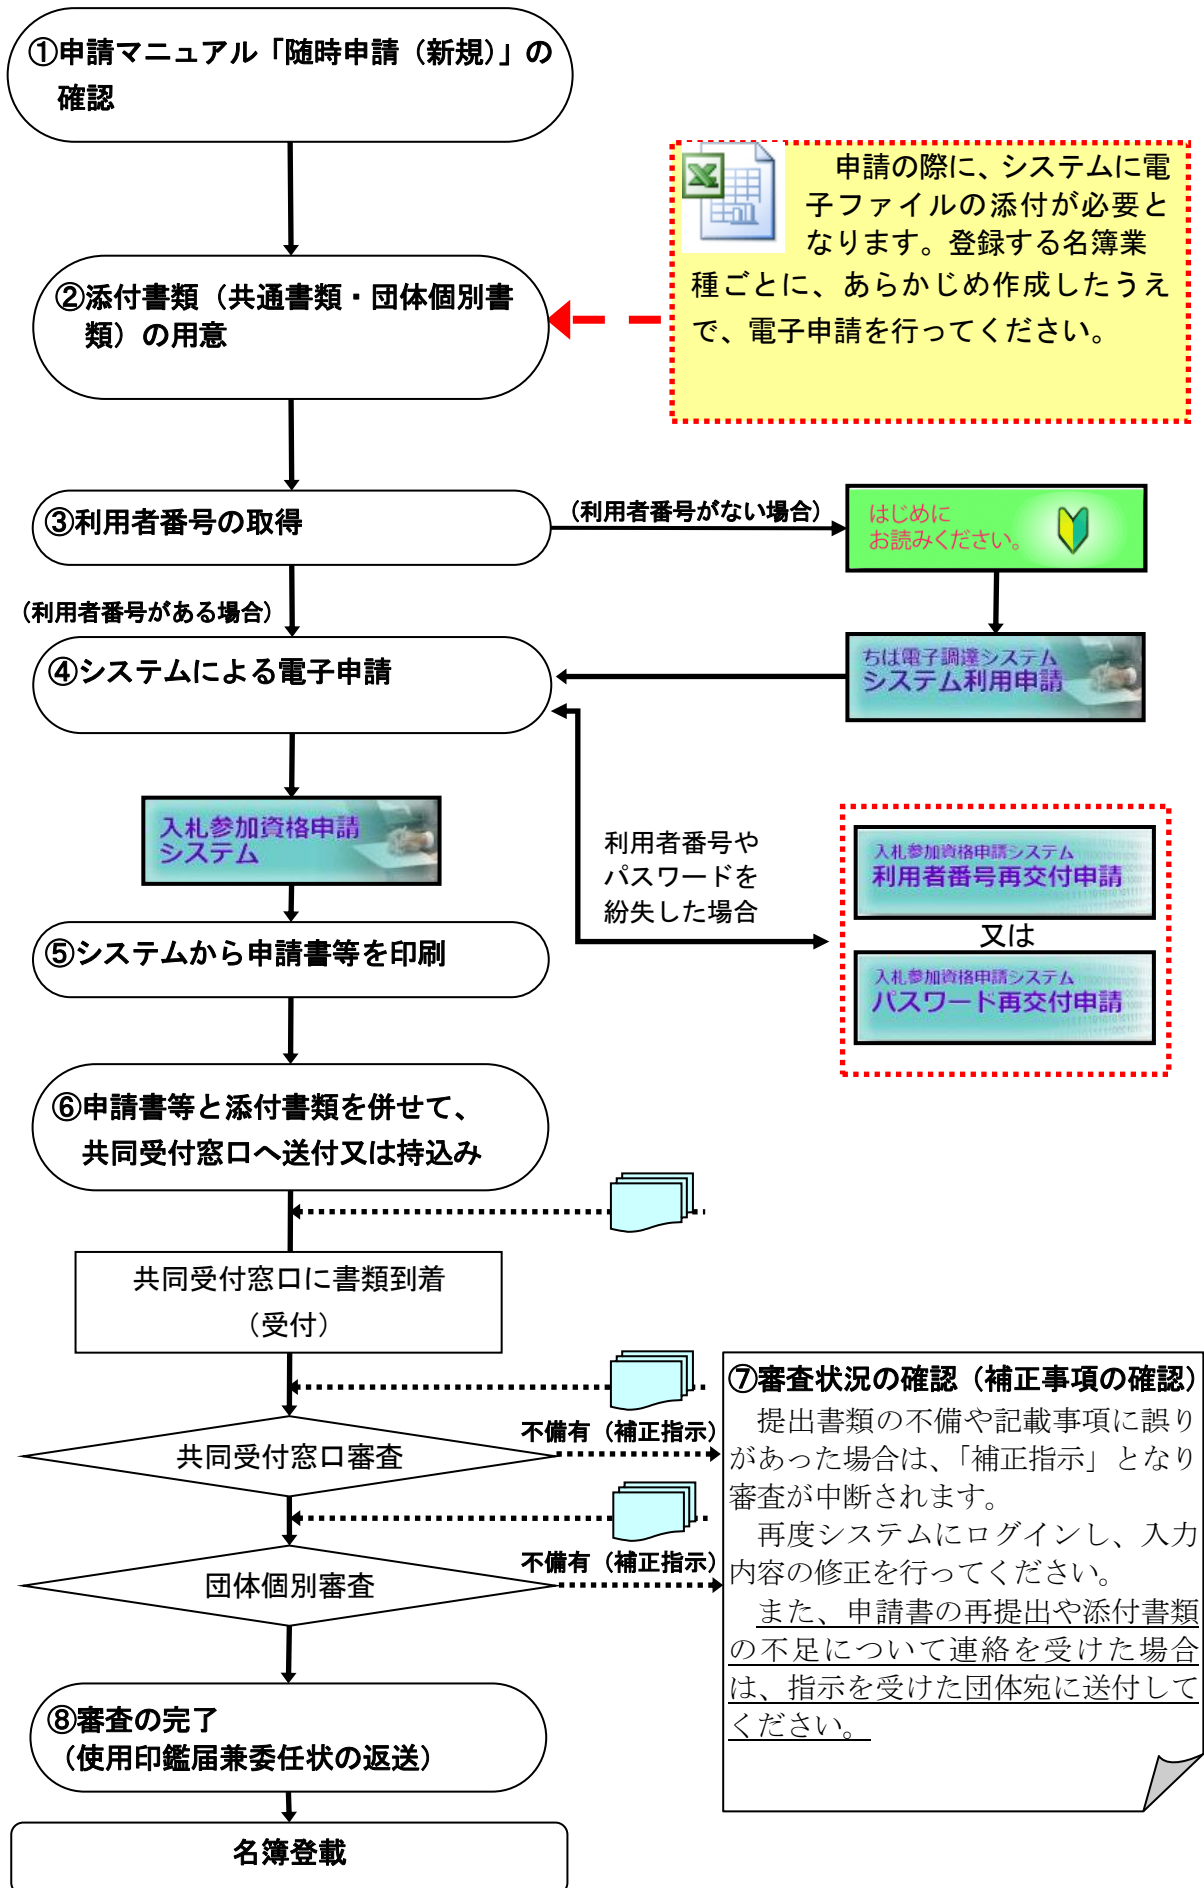 ①申請マニュアル「随時申請（新規）」の
確認
申請の際に、システムに電
子ファイルの添付が必要と
なります。登録する名簿業
種ごとに、あらかじめ作成したうえ
で、電子申請を行ってください。
②添付書類（共通書類・団体個別書
類）の用意
③利用者番号の取得
（利用者番号がない場合）
はじめに
お読みください。
（利用者番号がある場合）
④システムによる電子申請
ちば電子調達システム
システム利用申請
入札参加資格申請
システム
利用者番号や
パスワードを
紛失した場合
入札参加資格申請システム
利用者番号再交付申請
又は
入札参加資格申請システム
パスワード再交付申請
⑤システムから申請書等を印刷
⑥申請書等と添付書類を併せて、
共同受付窓口へ送付又は持込み
共同受付窓口に書類到着
（受付）
共同受付窓口審査
不備有（補正指示）
団体個別審査
不備有（補正指示）
⑦審査状況の確認（補正事項の確認）
提出書類の不備や記載事項に誤り
があった場合は、「補正指示」となり
審査が中断されます。
再度システムにログインし、入力
内容の修正を行ってください。
また、申請書の再提出や添付書類
の不足について連絡を受けた場合
は、指示を受けた団体宛に送付して
ください。
⑧審査の完了
（使用印鑑届兼委任状の返送）
名簿登載